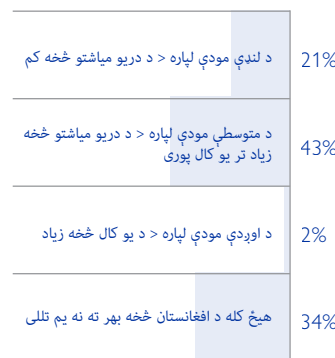 د لنډې مودې لپاره < د دریو میاشتو څخه کم
21%
د متوسطې مودې لپاره < د دریو میاشتو څخه
زیاد تر یو کال پورې
43%
د اوږدې مودې لپاره < د یو کال څخه زیاد
2%
هیڅ کله د افغانستان څخه بهر ته نه یم تللی
34%